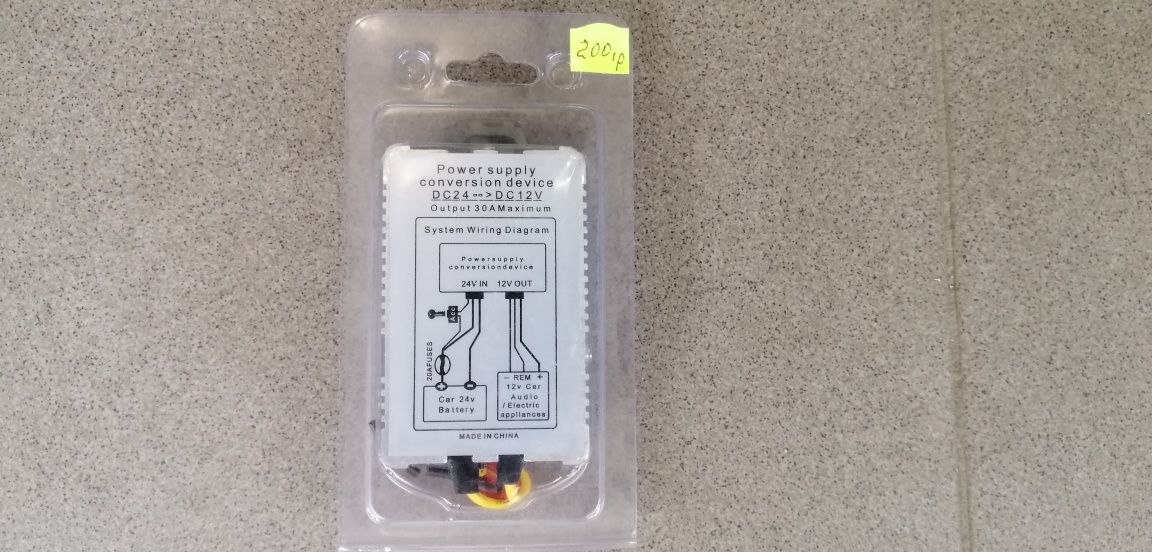 200гр
Power supply
conversion device
DC24 ==> DC12V
Output 30A Maximum
System Wiring Diagram
Powersupply
conversiondevice
24V IN 12V OUT
Acc
20AFUSES
+ −
Car 24v
Battery
− REM +
12v Car
Audio
/ Electric
appliances
MADE IN CHINA